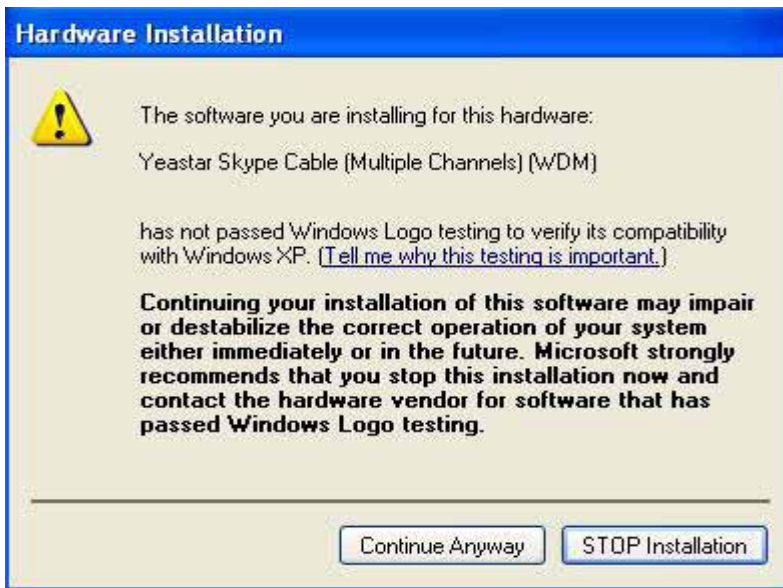 Hardware Installation
The software you are installing for this hardware:
Yeastar Skype Cable (Multiple Channels) (WDM)
has not passed Windows Logo testing to verify its compatibility
with Windows XP. (Tell me why this testing is important.)
Continuing your installation of this software may impair
or destabilize the correct operation of your system
either immediately or in the future. Microsoft strongly
recommends that you stop this installation now and
contact the hardware vendor for software that has
passed Windows Logo testing.
Continue Anyway
STOP Installation